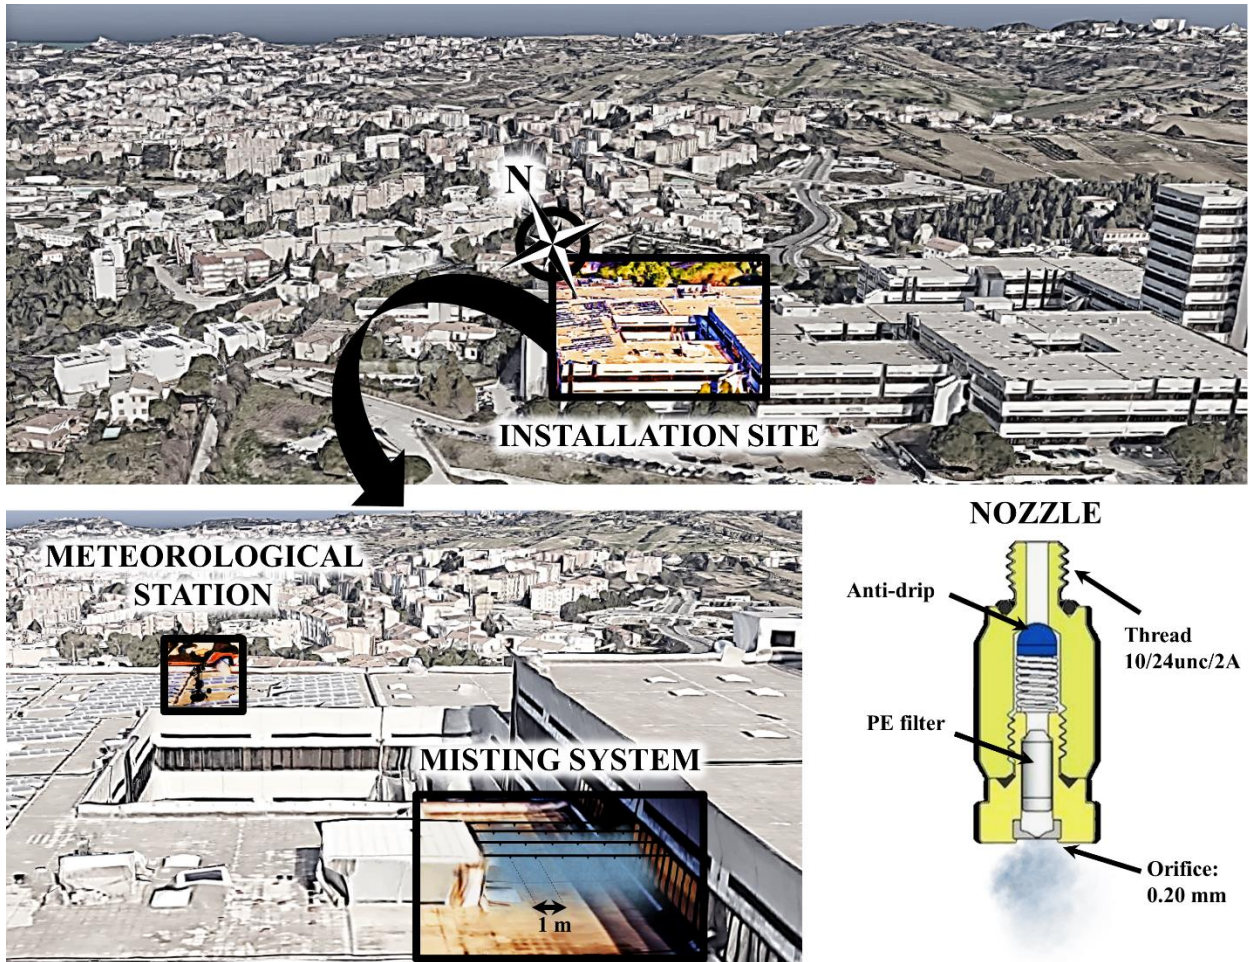 N
INSTALLATION SITE
METEOROLOGICAL
STATION
MISTING SYSTEM
1 m
NOZZLE
Anti-drip
Thread
10/24unc/2A
PE filter
Orifice:
0.20 mm